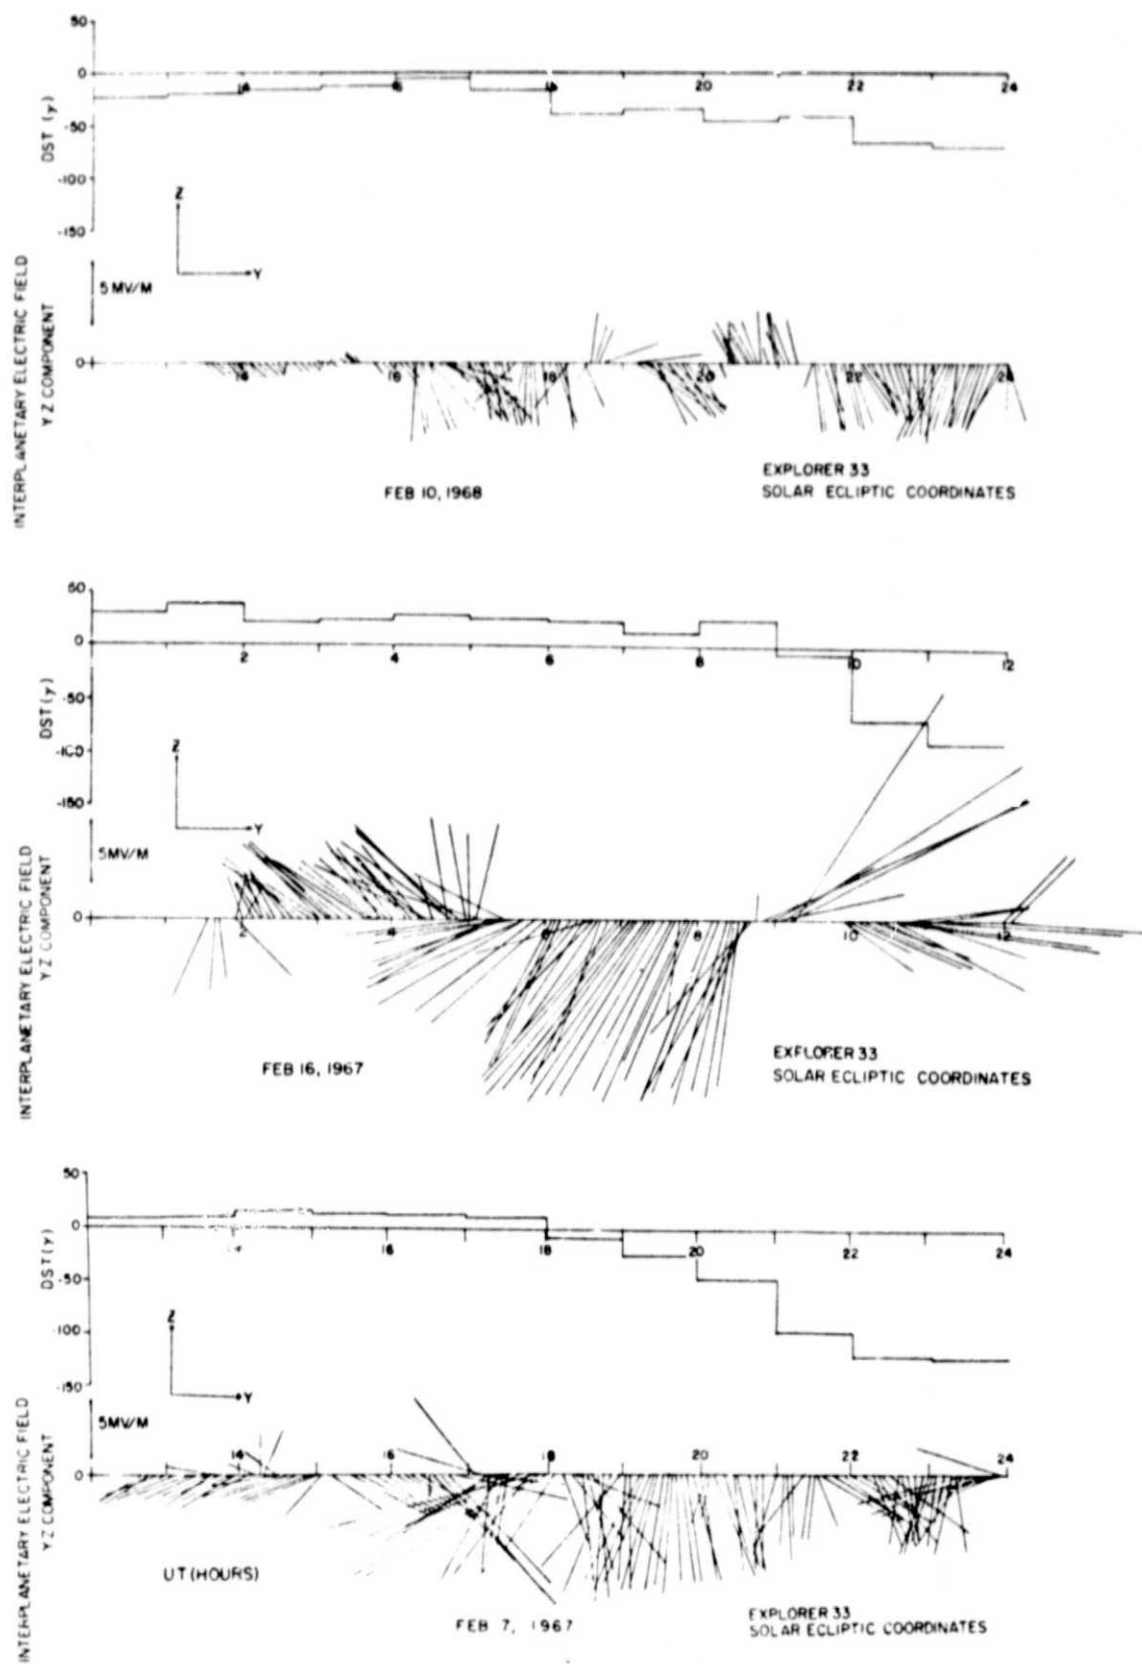 50
0
-50
-100
-150
DST (γ)
14
16
18
20
22
24
Z
Y
5 MV/M
INTERPLANETARY ELECTRIC FIELD
Y Z COMPONENT
0
14
16
18
20
22
24
FEB 10, 1968
EXPLORER 33
SOLAR ECLIPTIC COORDINATES
50
0
-50
-100
-150
DST (γ)
2
4
6
8
10
12
Z
Y
5MV/M
INTERPLANETARY ELECTRIC FIELD
Y Z COMPONENT
0
2
4
6
8
10
12
FEB 16, 1967
EXPLORER 33
SOLAR ECLIPTIC COORDINATES
50
0
-50
-100
-150
DST (γ)
14
16
18
20
22
24
Z
Y
5MV/M
INTERPLANETARY ELECTRIC FIELD
Y Z COMPONENT
0
14
16
18
20
22
24
UT (HOURS)
FEB 7, 1967
EXPLORER 33
SOLAR ECLIPTIC COORDINATES